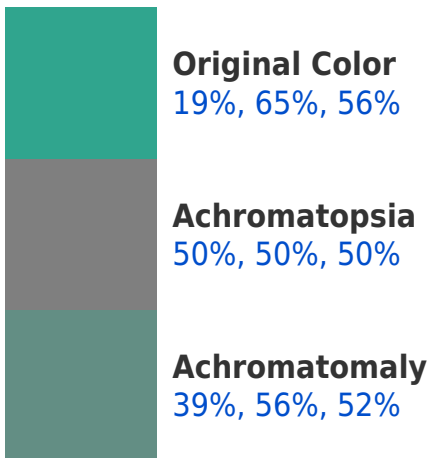 Original Color
19%, 65%, 56%
Achromatopsia
50%, 50%, 50%
Achromatomaly
39%, 56%, 52%